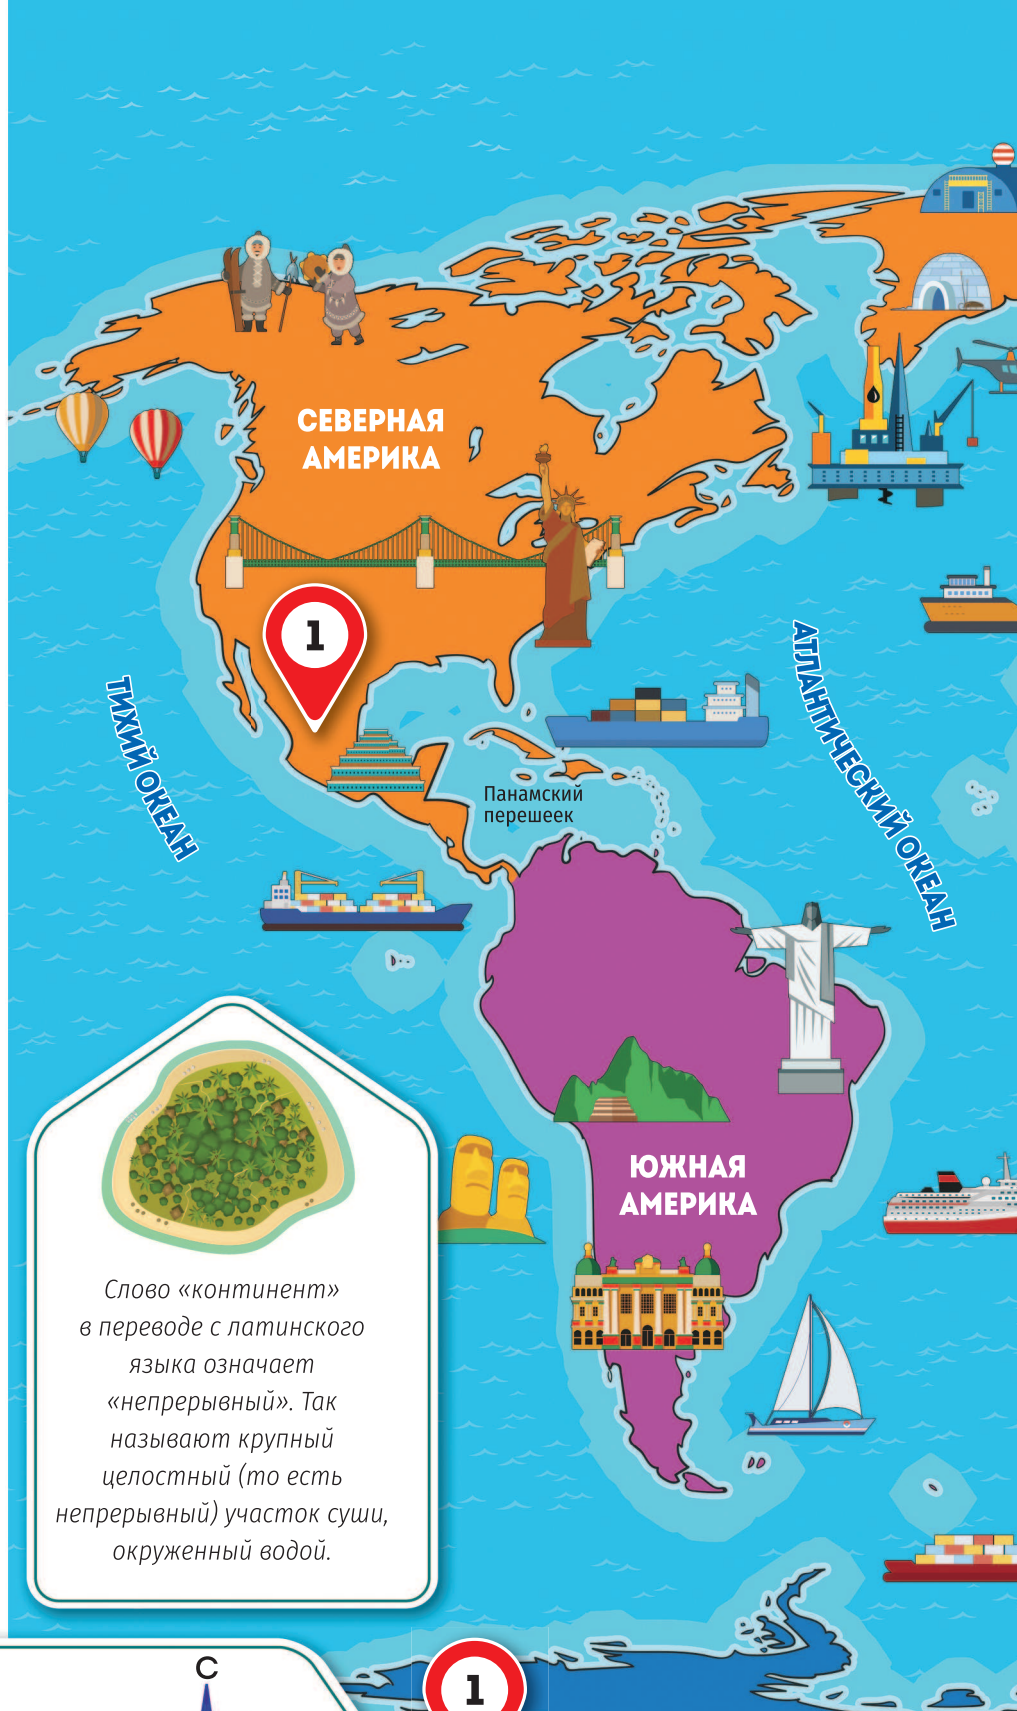 СЕВЕРНАЯ
АМЕРИКА
1
ТИХИЙ ОКЕАН
АТЛАНТИЧЕСКИЙ ОКЕАН
Панамский
перешеек
ЮЖНАЯ
АМЕРИКА
Слово «континент»
в переводе с латинского
языка означает
«непрерывный». Так
называют крупный
целостный (то есть
непрерывный) участок суши,
окруженный водой.
С
1